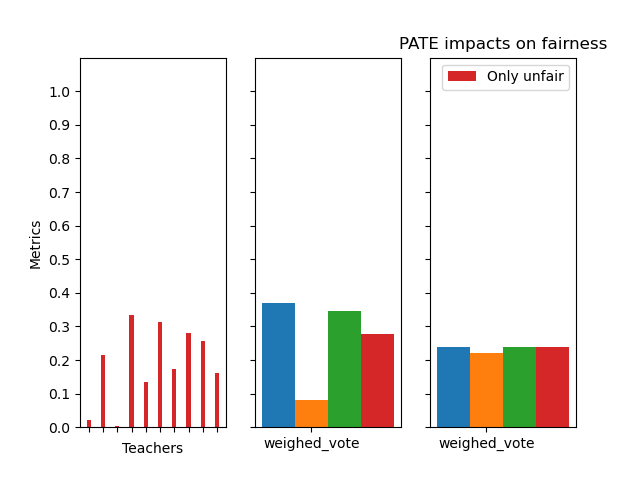 PATE impacts on fairness
Only unfair
1.0
0.9
0.8
0.7
0.6
0.5
0.4
0.3
0.2
0.1
0.0
Metrics
Teachers
weighed_vote
weighed_vote